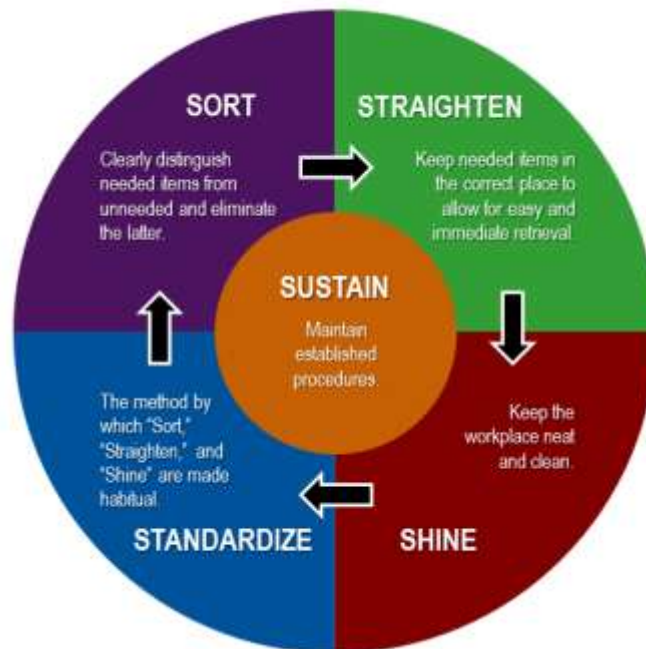 SORT
Clearly distinguish
needed items from
unneeded and eliminate
the latter.
STRAIGHTEN
Keep needed items in
the correct place to
allow for easy and
immediate retrieval.
SUSTAIN
Maintain
established
procedures.
Keep the
workplace neat
and clean.
SHINE
The method by
which "Sort,"
"Straighten," and
"Shine" are made
habitual.
STANDARDIZE